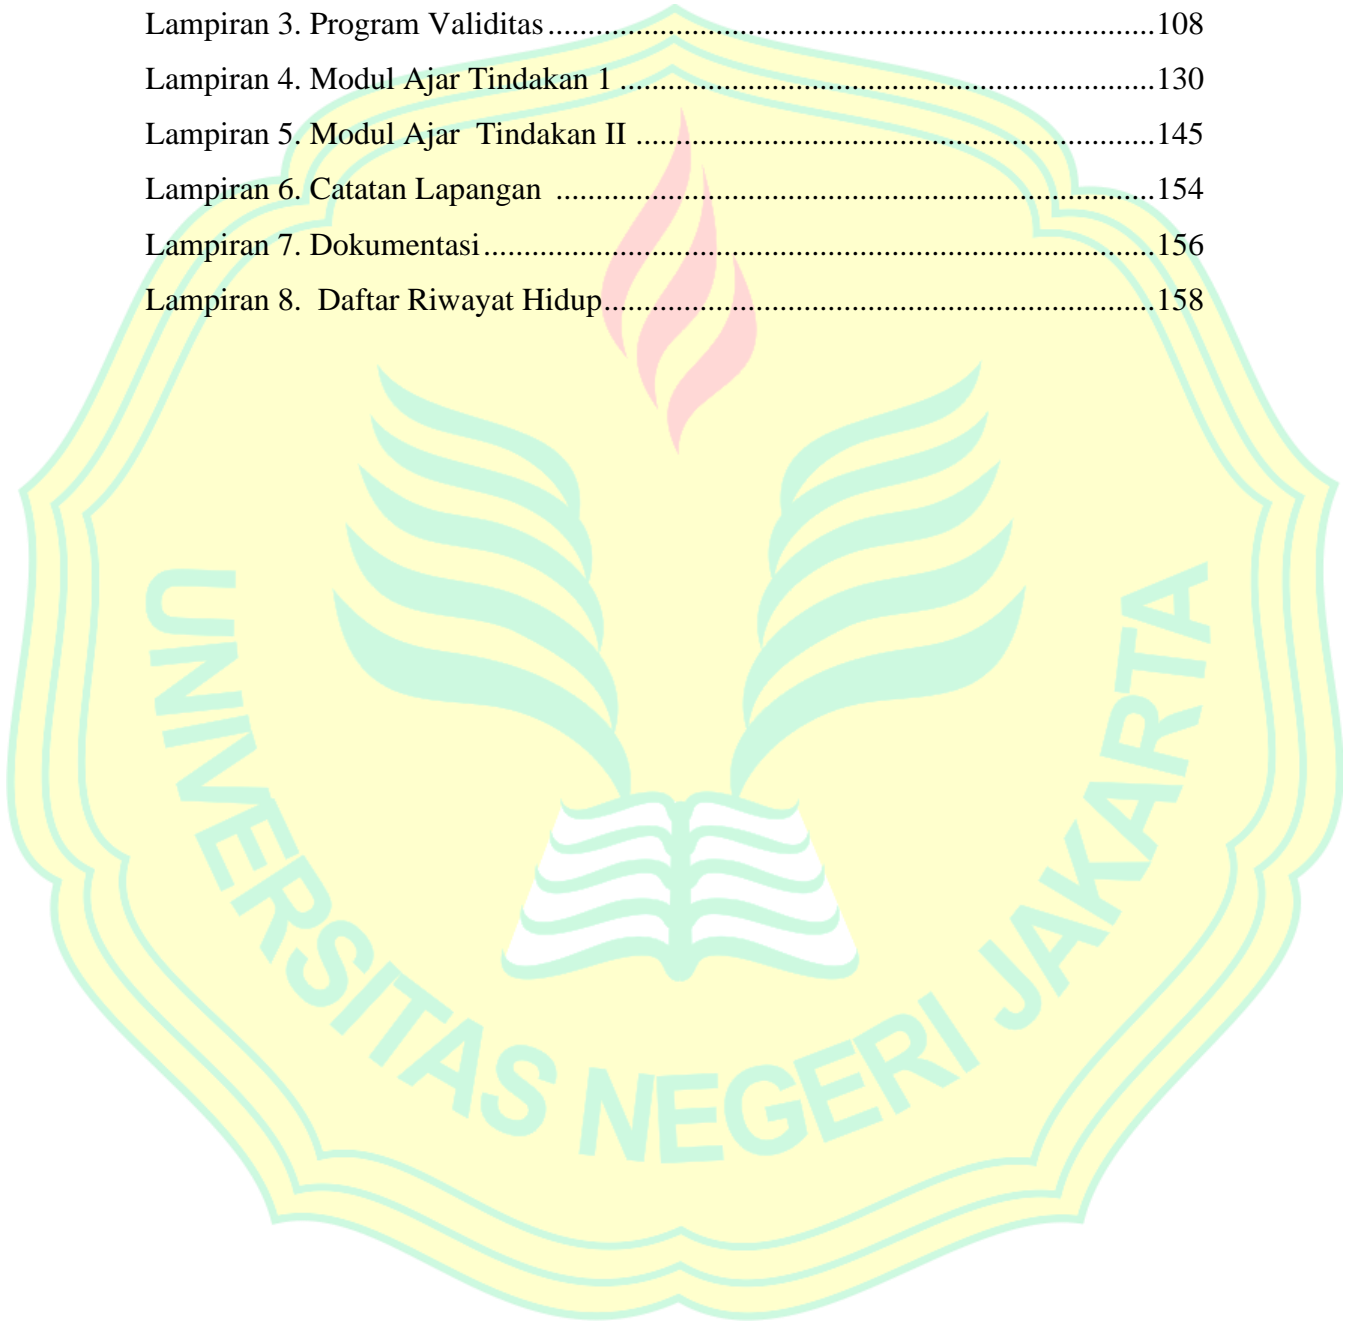 Lampiran 3. Program Validitas ........................................................................... 108
Lampiran 4. Modul Ajar Tindakan 1 .................................................................. 130
Lampiran 5. Modul Ajar  Tindakan II ................................................................ 145
Lampiran 6. Catatan Lapangan  .......................................................................... 154
Lampiran 7. Dokumentasi ................................................................................... 156
Lampiran 8.  Daftar Riwayat Hidup .................................................................... 158
UNIVERSITAS NEGERI JAKARTA